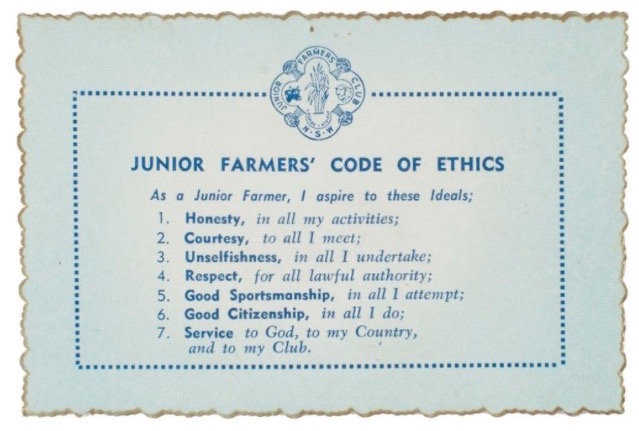 JUNIOR FARMERS CLUB
N·S·W
JUNIOR FARMERS' CODE OF ETHICS
As a Junior Farmer, I aspire to these Ideals;
1. Honesty, in all my activities;
2. Courtesy, to all I meet;
3. Unselfishness, in all I undertake;
4. Respect, for all lawful authority;
5. Good Sportsmanship, in all I attempt;
6. Good Citizenship, in all I do;
7. Service to God, to my Country,
and to my Club.